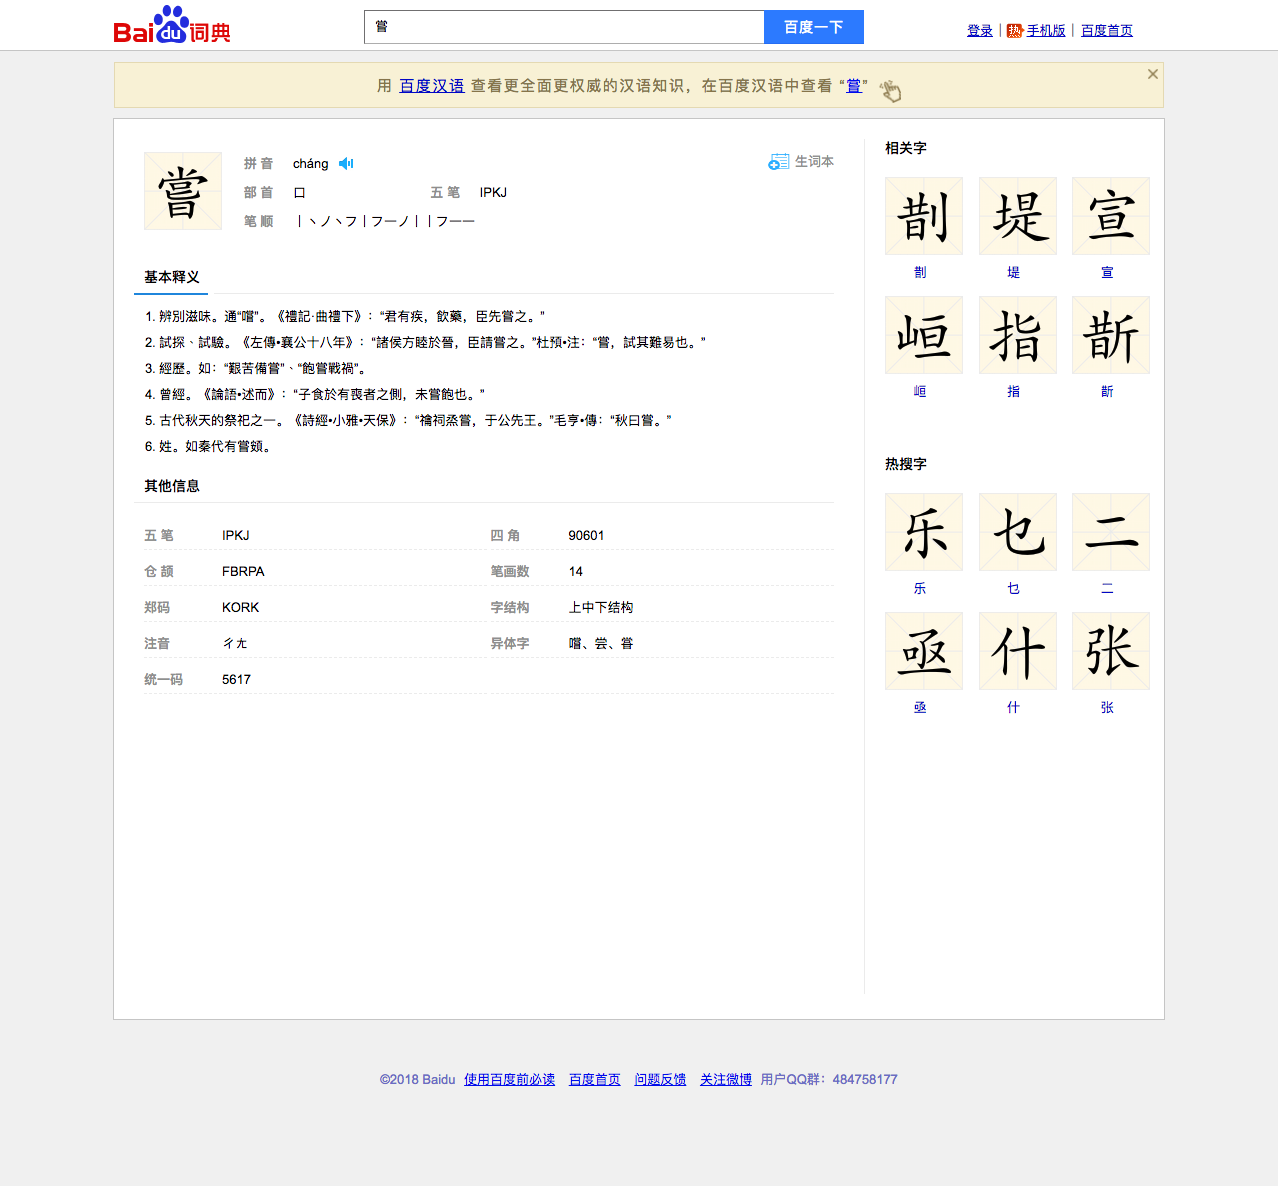 Baidu词典
嘗
百度一下
登录 | 热 手机版 | 百度首页
用 百度汉语 查看更全面更权威的汉语知识，在百度汉语中查看 “嘗”
嘗
拼 音 cháng
生词本
部 首 口 五 笔 IPKJ
笔 顺 丨丶ノ丶フ丨フ一ノ丨丨フ一一
基本释义
1. 辨別滋味。通“嚐”。《禮記·曲禮下》：“君有疾，飲藥，臣先嘗之。”
2. 試探、試驗。《左傳•襄公十八年》：“諸侯方睦於晉，臣請嘗之。”杜預•注：“嘗，試其難易也。”
3. 經歷。如：“艱苦備嘗”、“飽嘗戰禍”。
4. 曾經。《論語•述而》：“子食於有喪者之側，未嘗飽也。”
5. 古代秋天的祭祀之一。《詩經•小雅•天保》：“禴祠烝嘗，于公先王。”毛亨•傳：“秋曰嘗。”
6. 姓。如秦代有嘗頠。
其他信息
五 笔 IPKJ 四 角 90601
仓 颉 FBRPA 笔画数 14
郑码 KORK 字结构 上中下结构
注音 ㄔㄤ 异体字 嚐、尝、甞
统一码 5617
相关字
剒 堤 宣
剒 堤 宣
峘 指 斮
峘 指 斮
热搜字
乐 乜 二
乐 乜 二
亟 什 张
亟 什 张
©2018 Baidu 使用百度前必读 百度首页 问题反馈 关注微博 用户QQ群：484758177